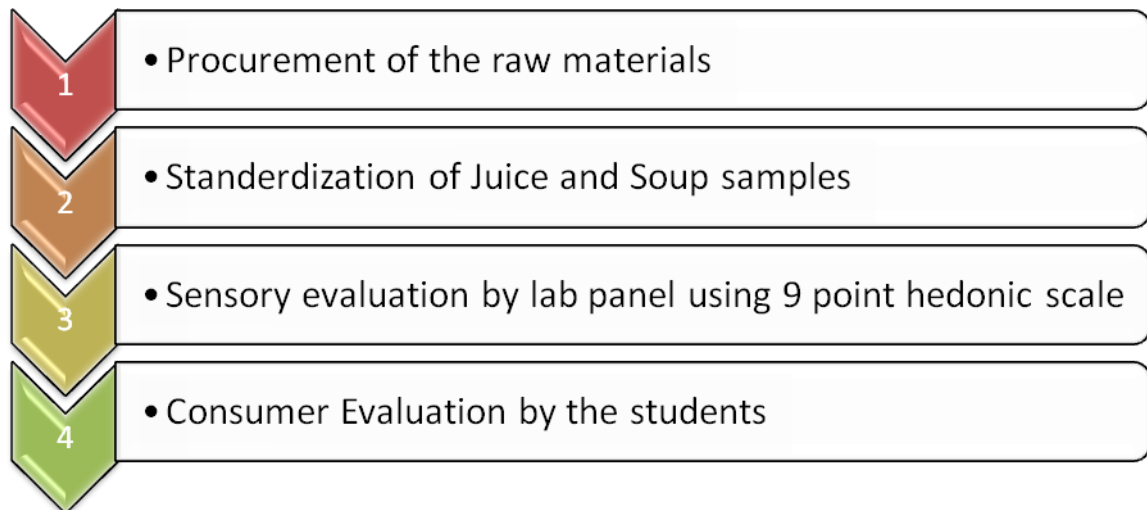 1
• Procurement of the raw materials
2
• Standerdization of Juice and Soup samples
3
• Sensory evaluation by lab panel using 9 point hedonic scale
4
• Consumer Evaluation by the students